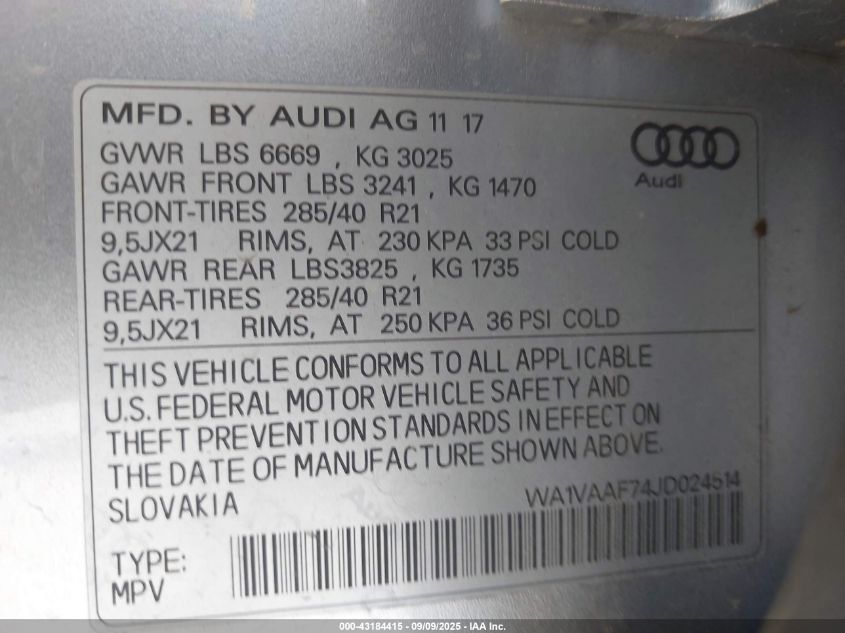 MFD. BY AUDI AG 11 17
GVWR LBS 6669 , KG 3025
GAWR FRONT LBS 3241 , KG 1470
FRONT-TIRES 285/40 R21
9,5JX21 RIMS, AT 230 KPA 33 PSI COLD
GAWR REAR LBS3825 , KG 1735
REAR-TIRES 285/40 R21
9,5JX21 RIMS, AT 250 KPA 36 PSI COLD
Audi
THIS VEHICLE CONFORMS TO ALL APPLICABLE
U.S. FEDERAL MOTOR VEHICLE SAFETY AND
THEFT PREVENTION STANDARDS IN EFFECT ON
THE DATE OF MANUFACTURE SHOWN ABOVE.
SLOVAKIA
WA1VAAF74JD024514
TYPE:
MPV
000-43184415 - 09/09/2025 - IAA Inc.